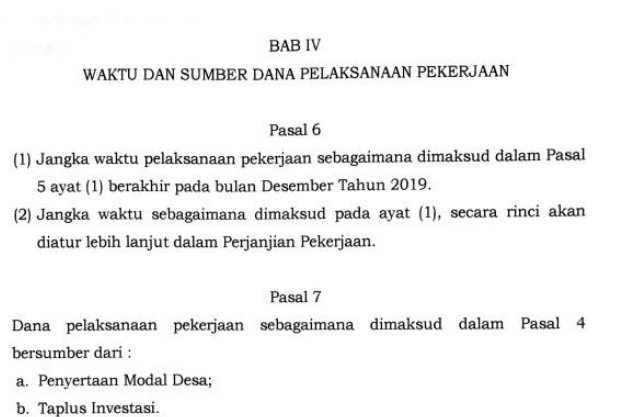 BAB IV
WAKTU DAN SUMBER DANA PELAKSANAAN PEKERJAAN
Pasal 6
(1) Jangka waktu pelaksanaan pekerjaan sebagaimana dimaksud dalam Pasal
5 ayat (1) berakhir pada bulan Desember Tahun 2019.
(2) Jangka waktu sebagaimana dimaksud pada ayat (1), secara rinci akan
diatur lebih lanjut dalam Perjanjian Pekerjaan.
Pasal 7
Dana pelaksanaan pekerjaan sebagaimana dimaksud dalam Pasal 4
bersumber dari :
a. Penyertaan Modal Desa;
b. Taplus Investasi.